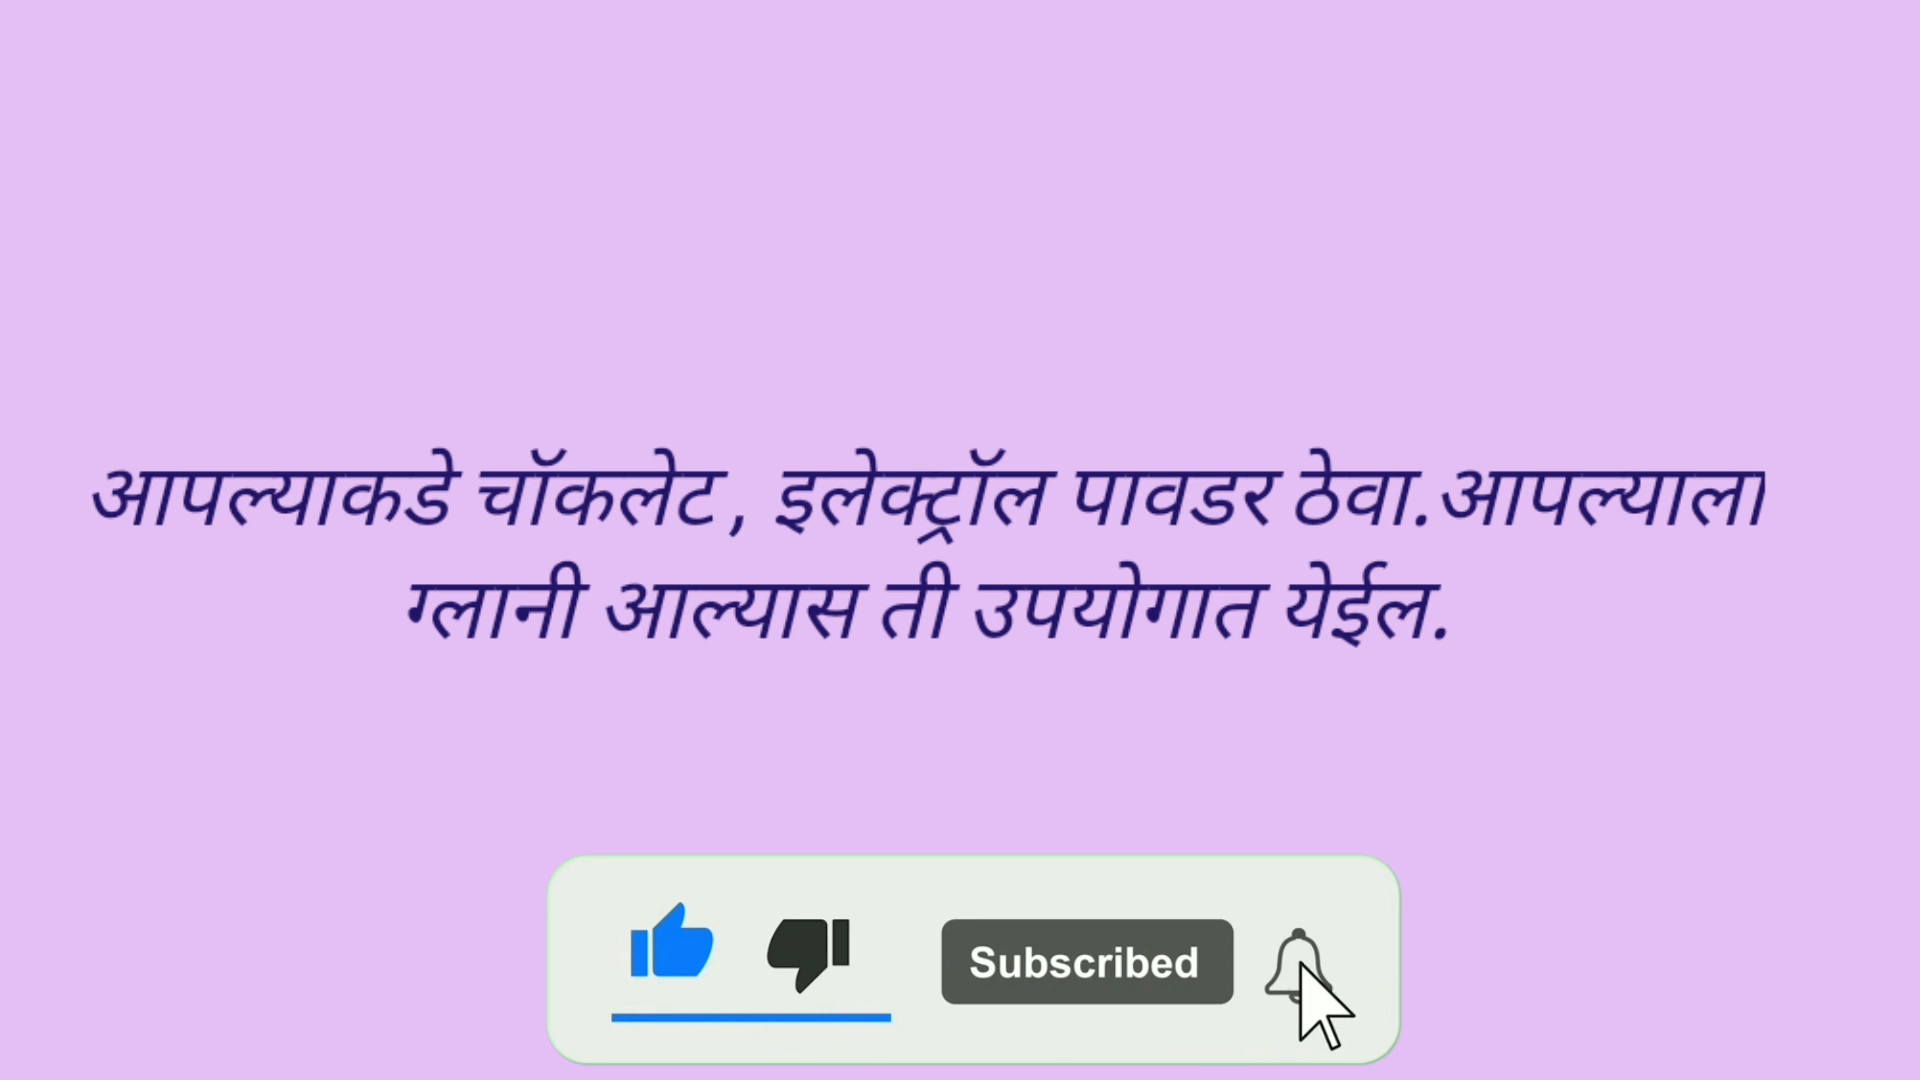 आपल्याकडे चॉकलेट, इलेक्ट्रॉल पावडर ठेवा.आपल्याला
ग्लानी आल्यास ती उपयोगात येईल.
Subscribed